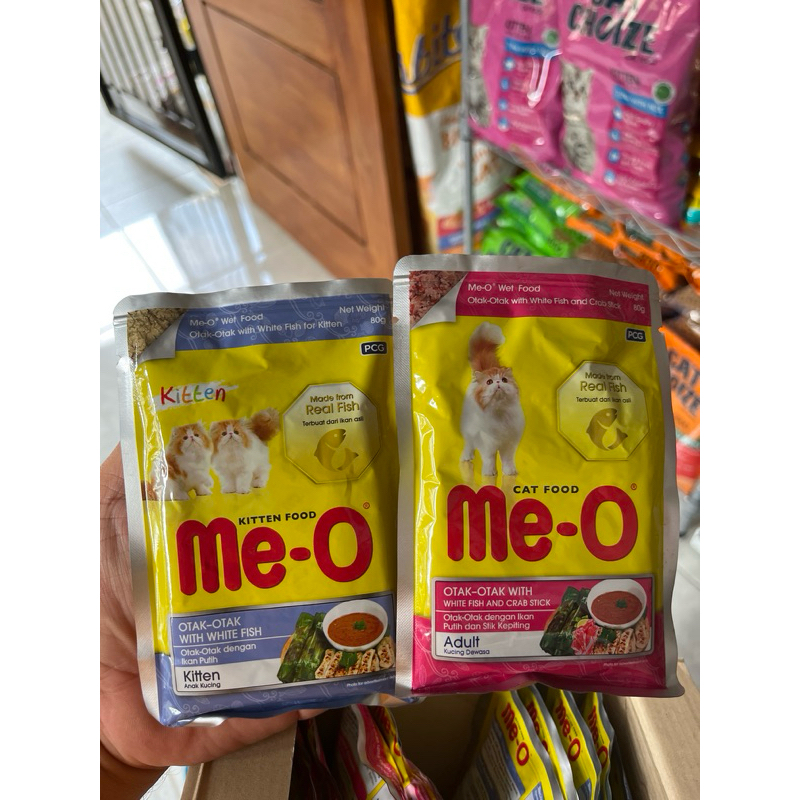 CHOIZE
Me-O® Wet Food
Otak-Otak with White Fish for Kitten
Net Weight
80g
PCG
Kitten
Made from
Real Fish
Terbuat dari ikan asli
KITTEN FOOD
Me-O®
OTAK-OTAK
WITH WHITE FISH
Otak-Otak dengan
Ikan Putih
Kitten
Anak Kucing
Me-O® Wet Food
Otak-Otak with White Fish and Crab Stick
Net Weight
80g
PCG
Made from
Real Fish
Terbuat dari ikan asli
CAT FOOD
Me-O®
OTAK-OTAK WITH
WHITE FISH AND CRAB STICK
Otak-Otak dengan Ikan
Putih dan Stik Kepiting
Adult
Kucing Dewasa
Me-O
Me-O